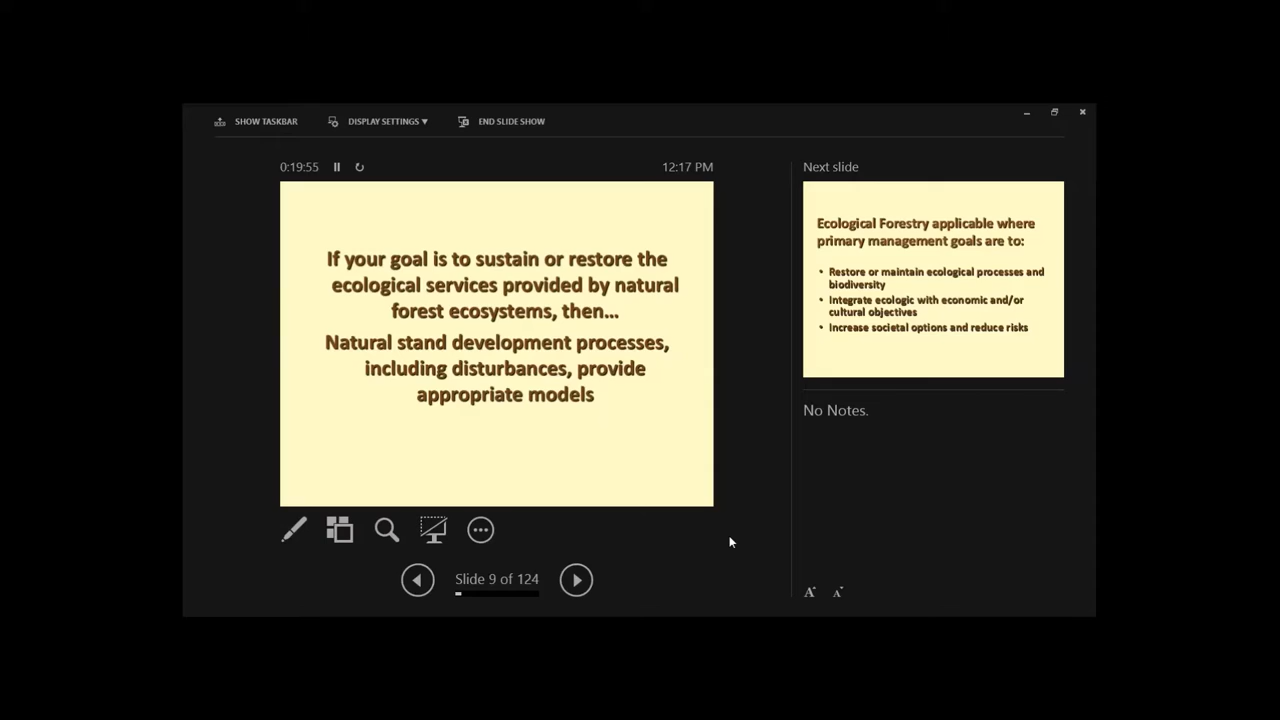 SHOW TASKBAR DISPLAY SETTINGS ▼ END SLIDE SHOW
0:19:55 12:17 PM
If your goal is to sustain or restore the
ecological services provided by natural
forest ecosystems, then...
Natural stand development processes,
including disturbances, provide
appropriate models
Slide 9 of 124
Next slide
Ecological Forestry applicable where
primary management goals are to:
• Restore or maintain ecological processes and
biodiversity
• Integrate ecologic with economic and/or
cultural objectives
• Increase societal options and reduce risks
No Notes.
A A